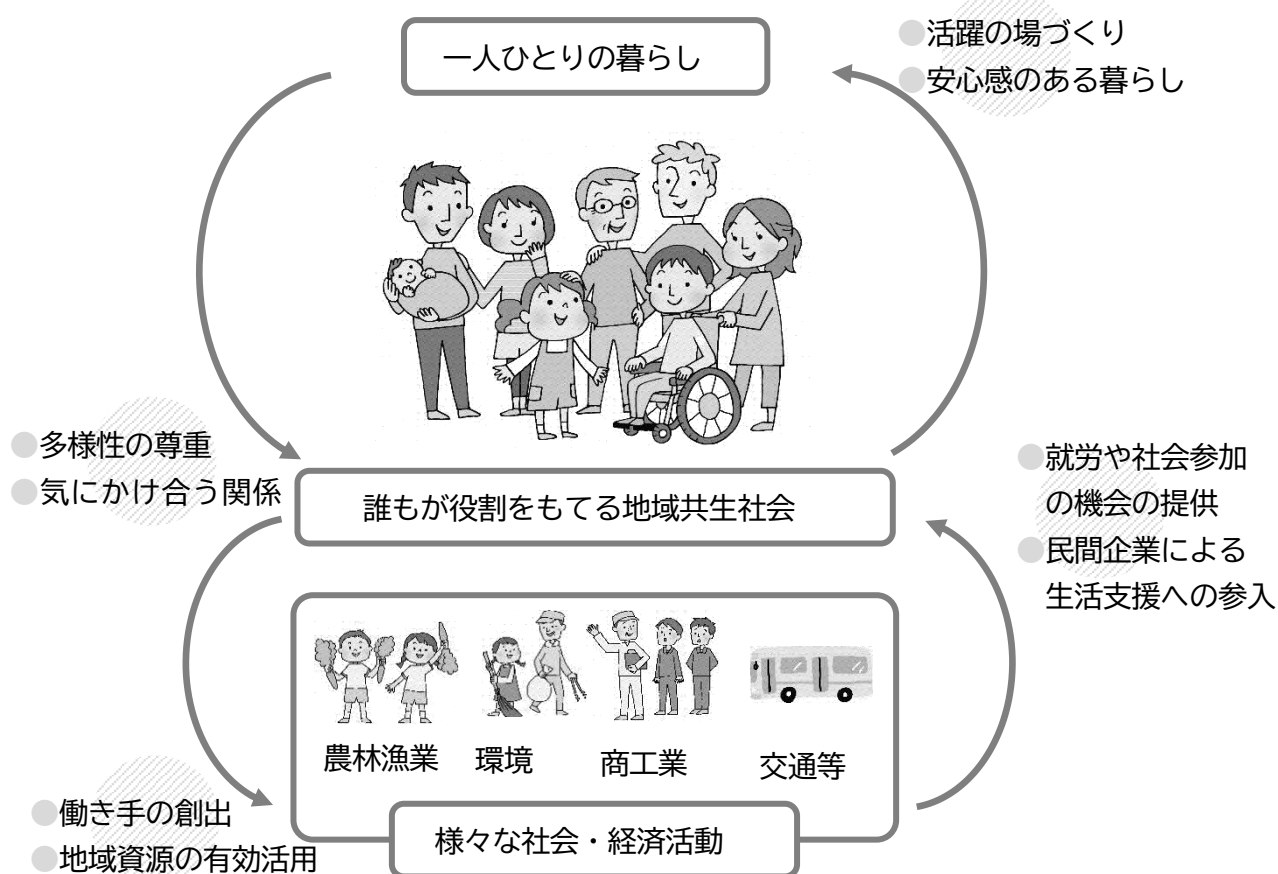 一人ひとりの暮らし
●活躍の場づくり
●安心感のある暮らし
●多様性の尊重
●気にかけ合う関係
誰もが役割をもてる地域共生社会
●就労や社会参加
の機会の提供
●民間企業による
生活支援への参入
農林漁業
環境
商工業
交通等
●働き手の創出
●地域資源の有効活用
様々な社会・経済活動